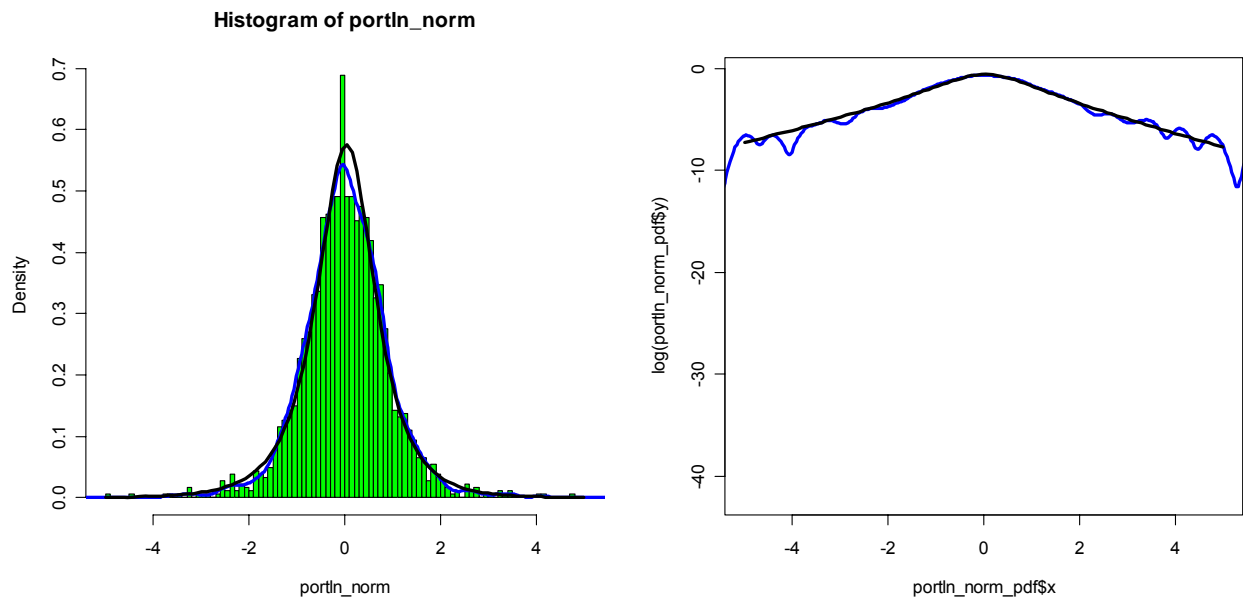 Histogram of portln_norm
Density
0.0 0.1 0.2 0.3 0.4 0.5 0.6 0.7
-4 -2 0 2 4
portln_norm
log(portln_norm_pdf$y)
-40 -30 -20 -10 0
-4 -2 0 2 4
portln_norm_pdf$x